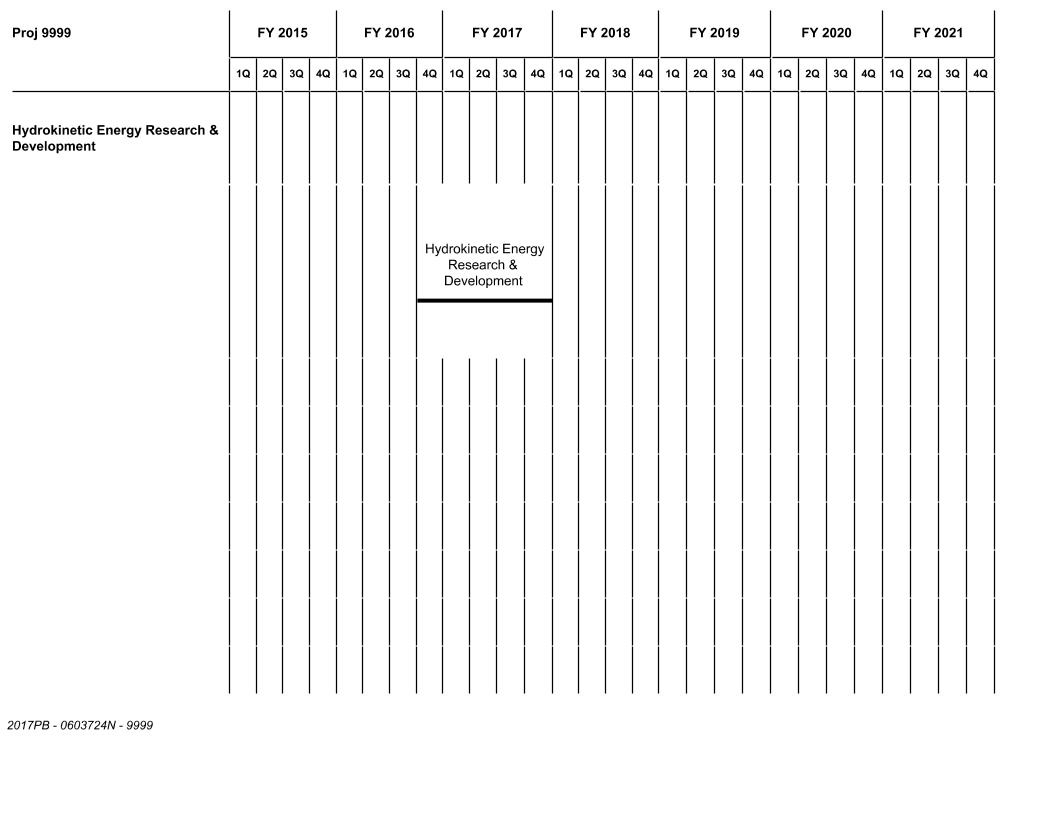 Proj 9999 FY 2015 FY 2016 FY 2017 FY 2018 FY 2019 FY 2020 FY 2021
1Q 2Q 3Q 4Q 1Q 2Q 3Q 4Q 1Q 2Q 3Q 4Q 1Q 2Q 3Q 4Q 1Q 2Q 3Q 4Q 1Q 2Q 3Q 4Q 1Q 2Q 3Q 4Q
Hydrokinetic Energy Research &
Development
Hydrokinetic Energy
Research &
Development
2017PB - 0603724N - 9999